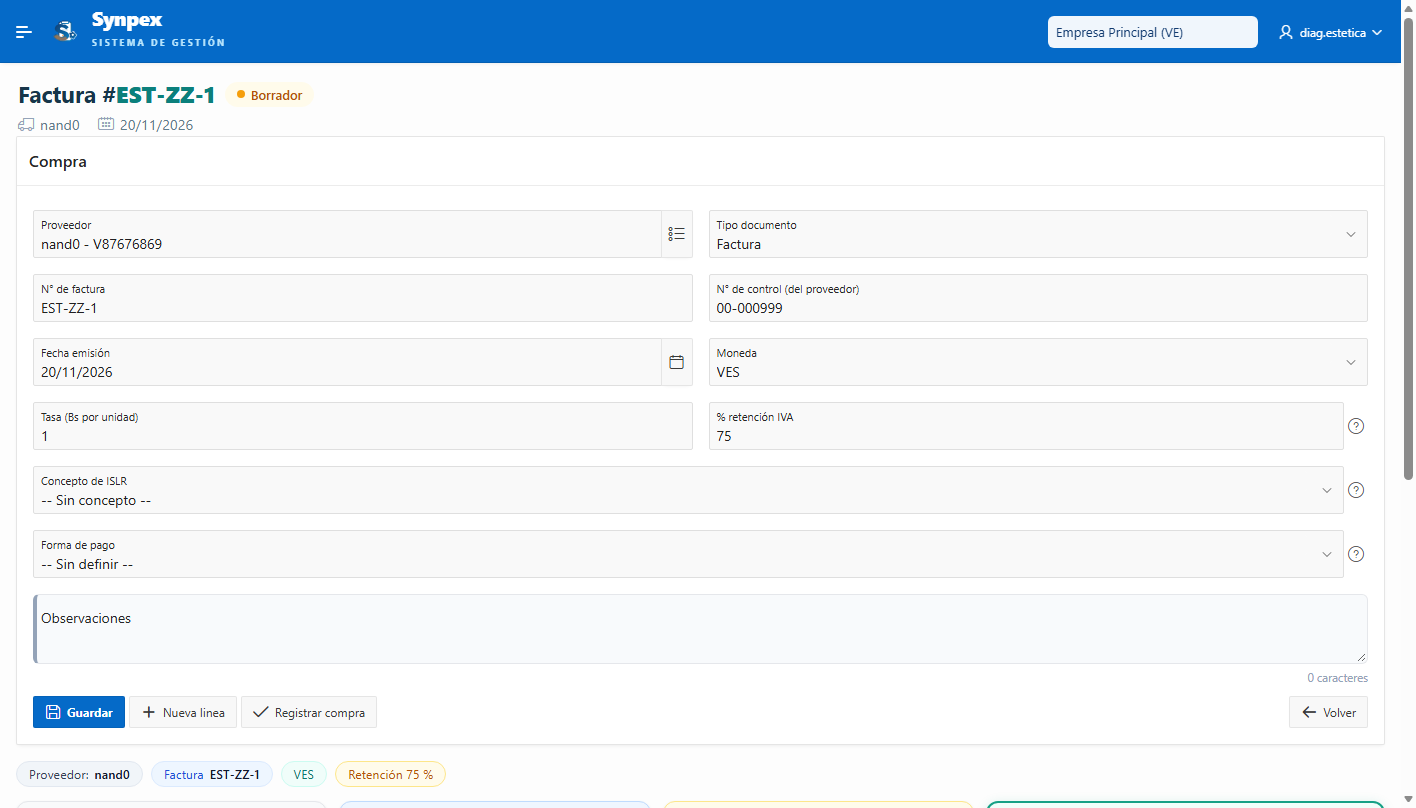 Synpex
SISTEMA DE GESTIÓN
Empresa Principal (VE)
diag.estetica
Factura #EST-ZZ-1
Borrador
nand0
20/11/2026
Compra
Proveedor
nand0 - V87676869
Tipo documento
Factura
N° de factura
EST-ZZ-1
N° de control (del proveedor)
00-000999
Fecha emisión
20/11/2026
Moneda
VES
Tasa (Bs por unidad)
1
% retención IVA
75
Concepto de ISLR
-- Sin concepto --
Forma de pago
-- Sin definir --
Observaciones
0 caracteres
Guardar
Nueva linea
Registrar compra
Volver
Proveedor: nand0
Factura EST-ZZ-1
VES
Retención 75 %